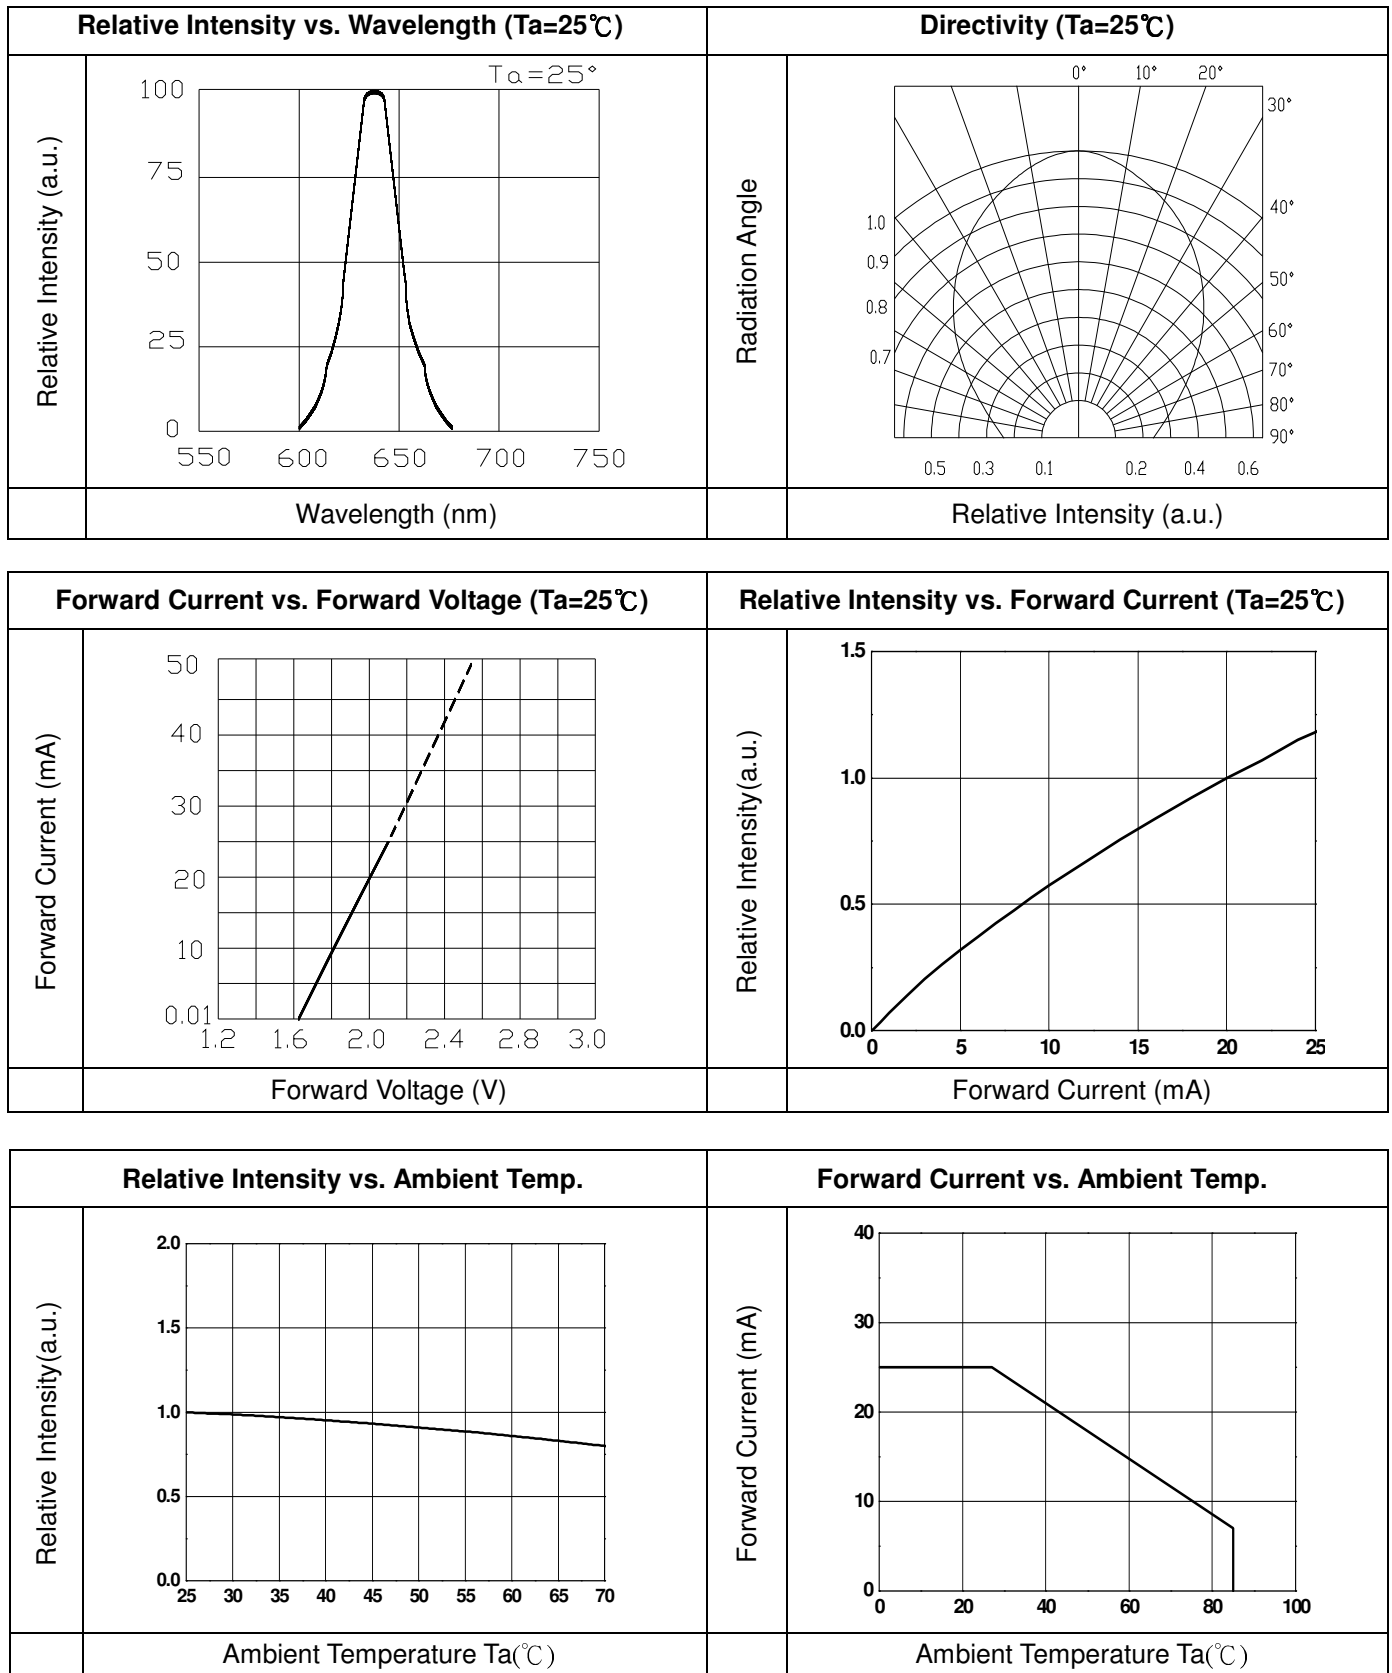 Relative Intensity vs. Wavelength (Ta=25℃)
Directivity (Ta=25℃)
Relative Intensity (a.u.)
Ta=25°
100
75
50
25
0
550 600 650 700 750
Wavelength (nm)
Radiation Angle
0° 10° 20°
30°
40°
50°
60°
70°
80°
90°
1.0
0.9
0.8
0.7
0.5 0.3 0.1 0.2 0.4 0.6
Relative Intensity (a.u.)
Forward Current vs. Forward Voltage (Ta=25℃)
Relative Intensity vs. Forward Current (Ta=25℃)
Forward Current (mA)
50
40
30
20
10
0.01
1.2 1.6 2.0 2.4 2.8 3.0
Forward Voltage (V)
Relative Intensity(a.u.)
1.5
1.0
0.5
0.0
0 5 10 15 20 25
Forward Current (mA)
Relative Intensity vs. Ambient Temp.
Forward Current vs. Ambient Temp.
Relative Intensity(a.u.)
2.0
1.5
1.0
0.5
0.0
25 30 35 40 45 50 55 60 65 70
Ambient Temperature Ta(℃)
Forward Current (mA)
40
30
20
10
0
0 20 40 60 80 100
Ambient Temperature Ta(℃)